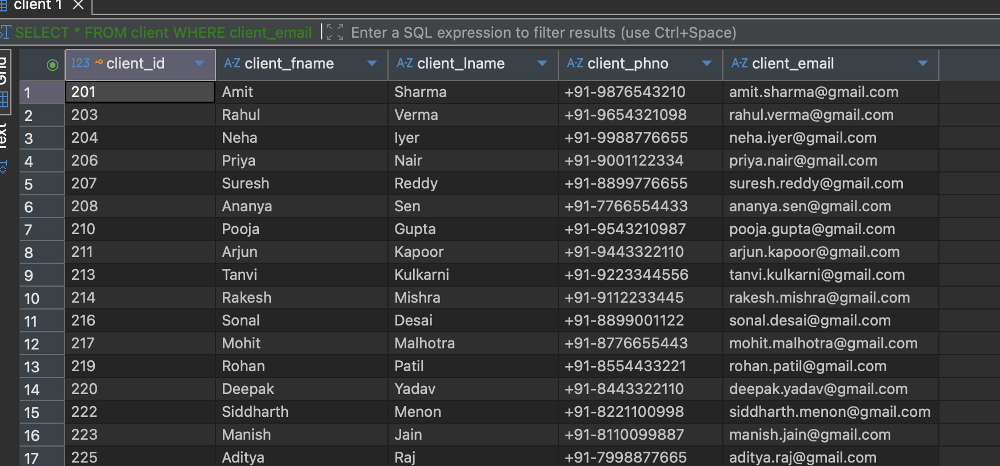 client 1
SELECT * FROM client WHERE client_email Enter a SQL expression to filter results (use Ctrl+Space)
Grid
Text
123 client_id A-Z client_fname A-Z client_lname A-Z client_phno A-Z client_email
1 201 Amit Sharma +91-9876543210 amit.sharma@gmail.com
2 203 Rahul Verma +91-9654321098 rahul.verma@gmail.com
3 204 Neha Iyer +91-9988776655 neha.iyer@gmail.com
4 206 Priya Nair +91-9001122334 priya.nair@gmail.com
5 207 Suresh Reddy +91-8899776655 suresh.reddy@gmail.com
6 208 Ananya Sen +91-7766554433 ananya.sen@gmail.com
7 210 Pooja Gupta +91-9543210987 pooja.gupta@gmail.com
8 211 Arjun Kapoor +91-9443322110 arjun.kapoor@gmail.com
9 213 Tanvi Kulkarni +91-9223344556 tanvi.kulkarni@gmail.com
10 214 Rakesh Mishra +91-9112233445 rakesh.mishra@gmail.com
11 216 Sonal Desai +91-8899001122 sonal.desai@gmail.com
12 217 Mohit Malhotra +91-8776655443 mohit.malhotra@gmail.com
13 219 Rohan Patil +91-8554433221 rohan.patil@gmail.com
14 220 Deepak Yadav +91-8443322110 deepak.yadav@gmail.com
15 222 Siddharth Menon +91-8221100998 siddharth.menon@gmail.com
16 223 Manish Jain +91-8110099887 manish.jain@gmail.com
17 225 Aditya Raj +91-7998877665 aditya.raj@gmail.com